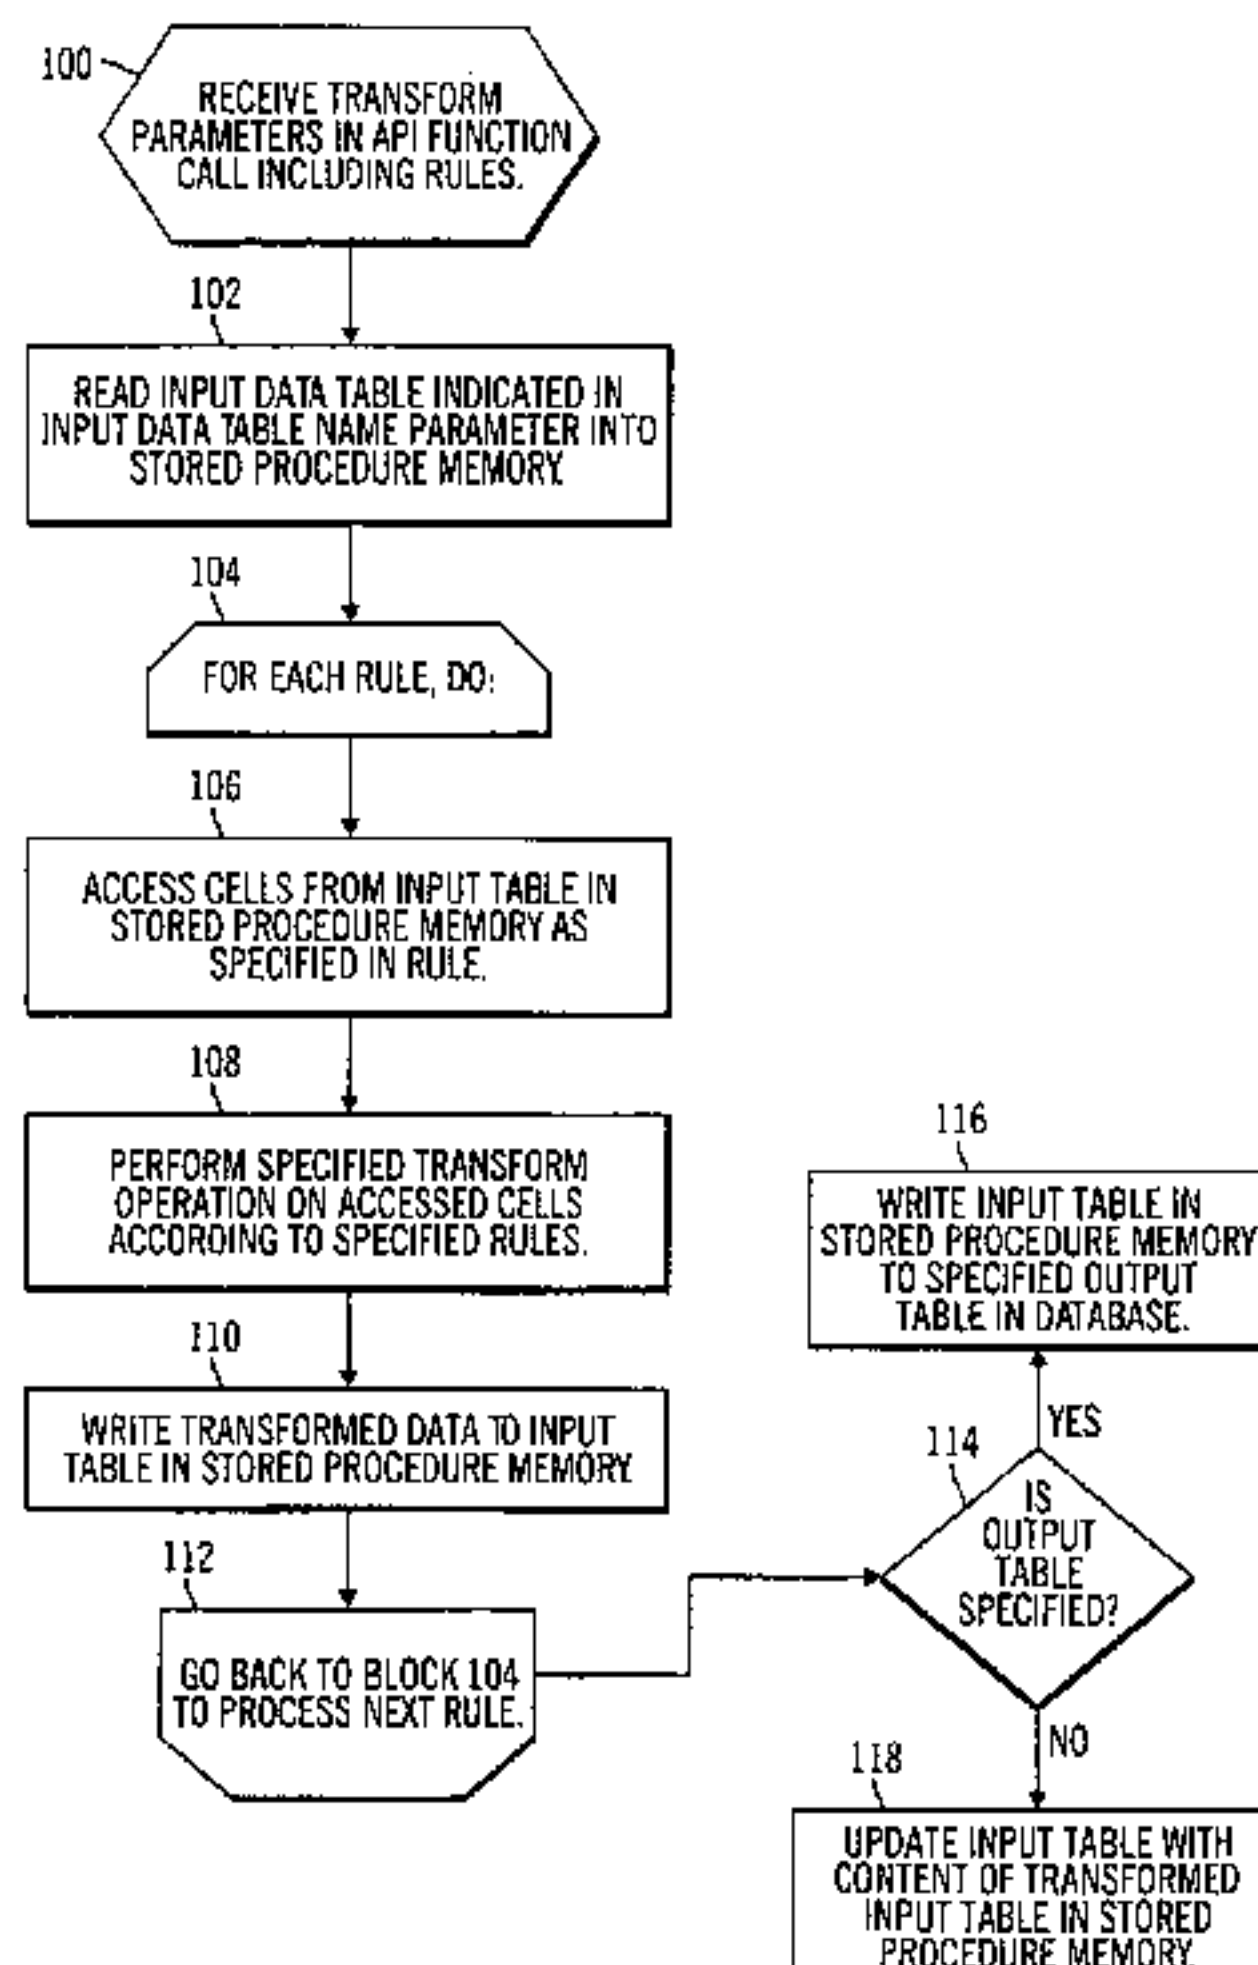 100
RECEIVE TRANSFORM
PARAMETERS IN API FUNCTION
CALL INCLUDING RULES.
102
READ INPUT DATA TABLE INDICATED IN
INPUT DATA TABLE NAME PARAMETER INTO
STORED PROCEDURE MEMORY.
104
FOR EACH RULE, DO:
106
ACCESS CELLS FROM INPUT TABLE IN
STORED PROCEDURE MEMORY AS
SPECIFIED IN RULE.
108
PERFORM SPECIFIED TRANSFORM
OPERATION ON ACCESSED CELLS
ACCORDING TO SPECIFIED RULES.
110
WRITE TRANSFORMED DATA TO INPUT
TABLE IN STORED PROCEDURE MEMORY.
112
GO BACK TO BLOCK 104
TO PROCESS NEXT RULE.
116
WRITE INPUT TABLE IN
STORED PROCEDURE MEMORY
TO SPECIFIED OUTPUT
TABLE IN DATABASE.
YES
114
IS
OUTPUT
TABLE
SPECIFIED?
NO
118
UPDATE INPUT TABLE WITH
CONTENT OF TRANSFORMED
INPUT TABLE IN STORED
PROCEDURE MEMORY.